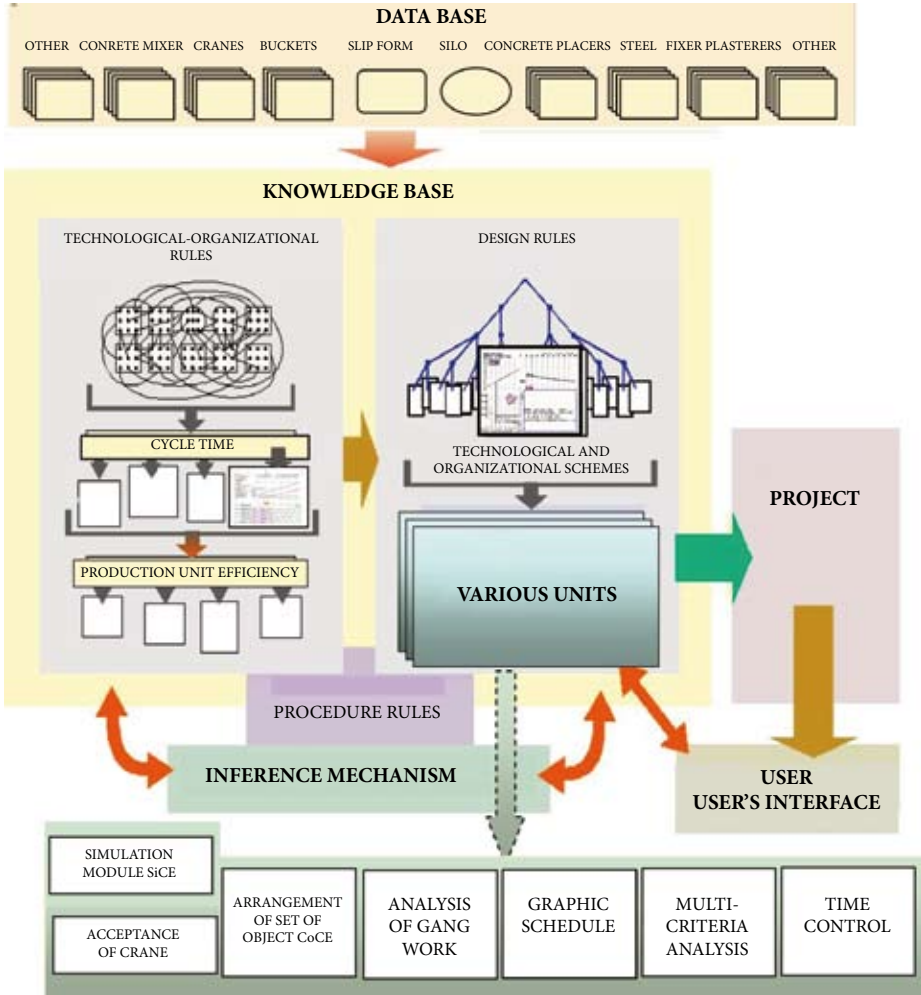 DATA BASE
OTHER CONRETE MIXER CRANES BUCKETS SLIP FORM SILO CONCRETE PLACERS STEEL FIXER PLASTERERS OTHER
KNOWLEDGE BASE
TECHNOLOGICAL-ORGANIZATIONAL
RULES
CYCLE TIME
PRODUCTION UNIT EFFICIENCY
DESIGN RULES
TECHNOLOGICAL AND
ORGANIZATIONAL SCHEMES
VARIOUS UNITS
PROJECT
PROCEDURE RULES
INFERENCE MECHANISM
USER
USER'S INTERFACE
SIMULATION
MODULE SiCE
ACCEPTANCE
OF CRANE
ARRANGEMENT
OF SET OF
OBJECT CoCE
ANALYSIS
OF GANG
WORK
GRAPHIC
SCHEDULE
MULTI-
CRITERIA
ANALYSIS
TIME
CONTROL